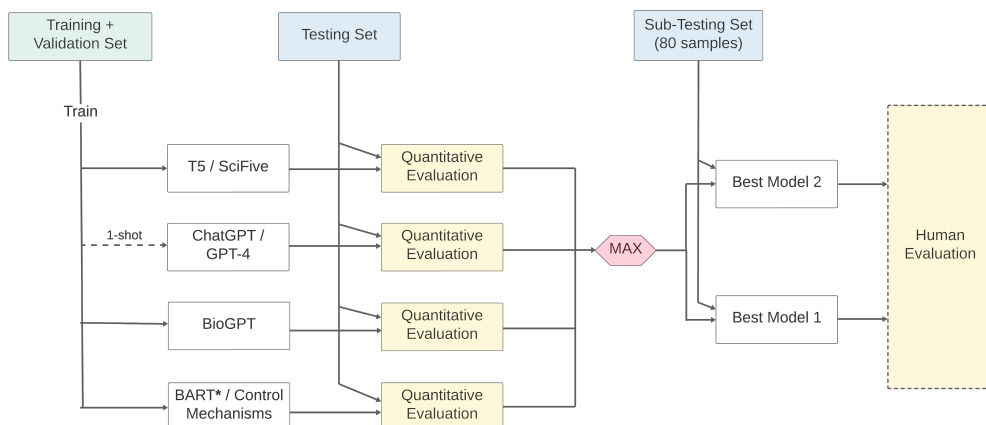 Training +
Validation Set
Testing Set
Sub-Testing Set
(80 samples)
Train
T5 / SciFive
Quantitative
Evaluation
1-shot
ChatGPT /
GPT-4
Quantitative
Evaluation
BioGPT
Quantitative
Evaluation
BART* / Control
Mechanisms
Quantitative
Evaluation
MAX
Best Model 2
Best Model 1
Human
Evaluation